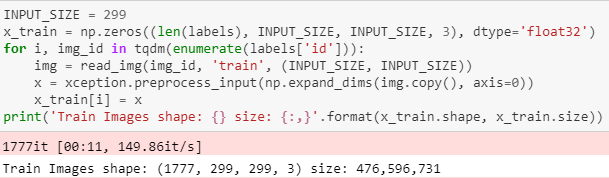 INPUT_SIZE = 299
x_train = np.zeros((len(labels), INPUT_SIZE, INPUT_SIZE, 3), dtype='float32')
for i, img_id in tqdm(enumerate(labels['id'])):
    img = read_img(img_id, 'train', (INPUT_SIZE, INPUT_SIZE))
    x = xception.preprocess_input(np.expand_dims(img.copy(), axis=0))
    x_train[i] = x
print('Train Images shape: {} size: {:,}'.format(x_train.shape, x_train.size))
1777it [00:11, 149.86it/s]
Train Images shape: (1777, 299, 299, 3) size: 476,596,731